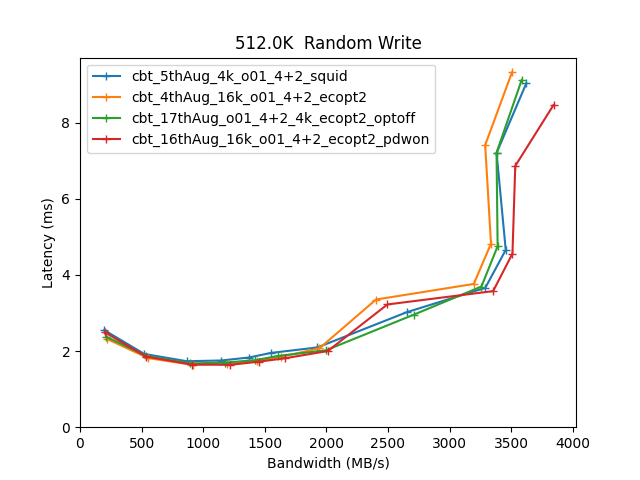 512.0K  Random Write
cbt_5thAug_4k_o01_4+2_squid
cbt_4thAug_16k_o01_4+2_ecopt2
cbt_17thAug_o01_4+2_4k_ecopt2_optoff
cbt_16thAug_16k_o01_4+2_ecopt2_pdwon
Latency (ms)
8
6
4
2
0
0 500 1000 1500 2000 2500 3000 3500 4000
Bandwidth (MB/s)